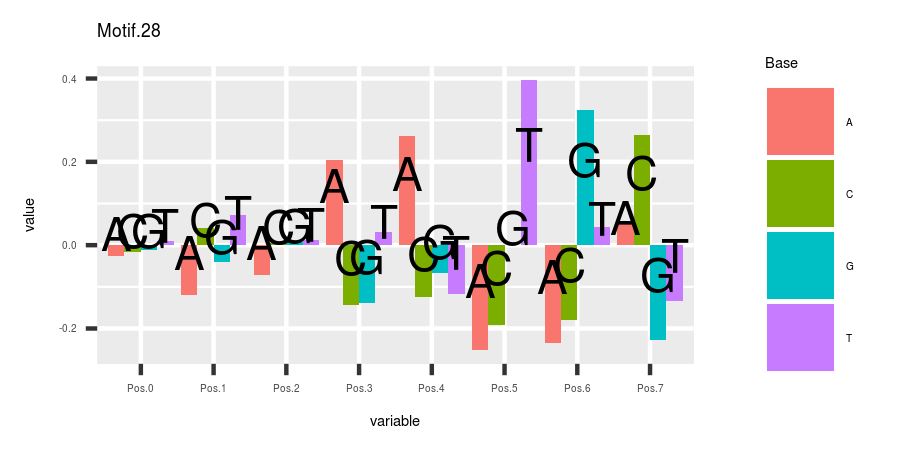 Motif.28
Base
A
C
G
T
value
0.4
0.2
0.0
-0.2
A C G T A C G T A C G T A C G T A C G T A C G T A C G T A C G T
Pos.0 Pos.1 Pos.2 Pos.3 Pos.4 Pos.5 Pos.6 Pos.7
variable